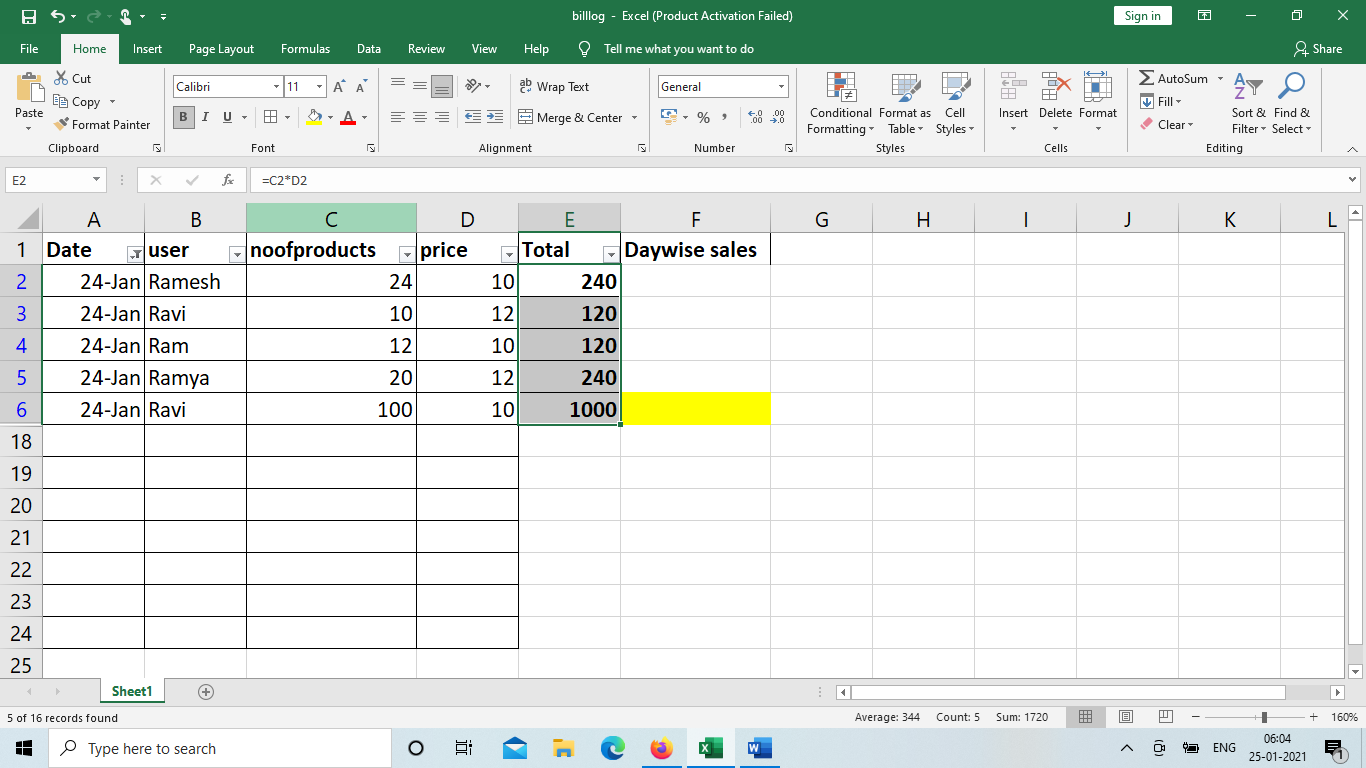 billlog - Excel (Product Activation Failed)
Sign in
File Home Insert Page Layout Formulas Data Review View Help Tell me what you want to do Share
Paste
Cut
Copy
Format Painter
Clipboard
Calibri 11
B I U
Font
Wrap Text
Merge & Center
Alignment
General
Number
Conditional Formatting
Format as Table
Cell Styles
Styles
Insert Delete Format
Cells
AutoSum
Fill
Clear
Sort & Filter
Find & Select
Editing
E2 fx =C2*D2
A B C D E F G H I J K L
1 Date user noofproducts price Total Daywise sales
2 24-Jan Ramesh 24 10 240
3 24-Jan Ravi 10 12 120
4 24-Jan Ram 12 10 120
5 24-Jan Ramya 20 12 240
6 24-Jan Ravi 100 10 1000
18
19
20
21
22
23
24
25
Sheet1
5 of 16 records found Average: 344 Count: 5 Sum: 1720 160%
Type here to search
ENG
06:04
25-01-2021
1